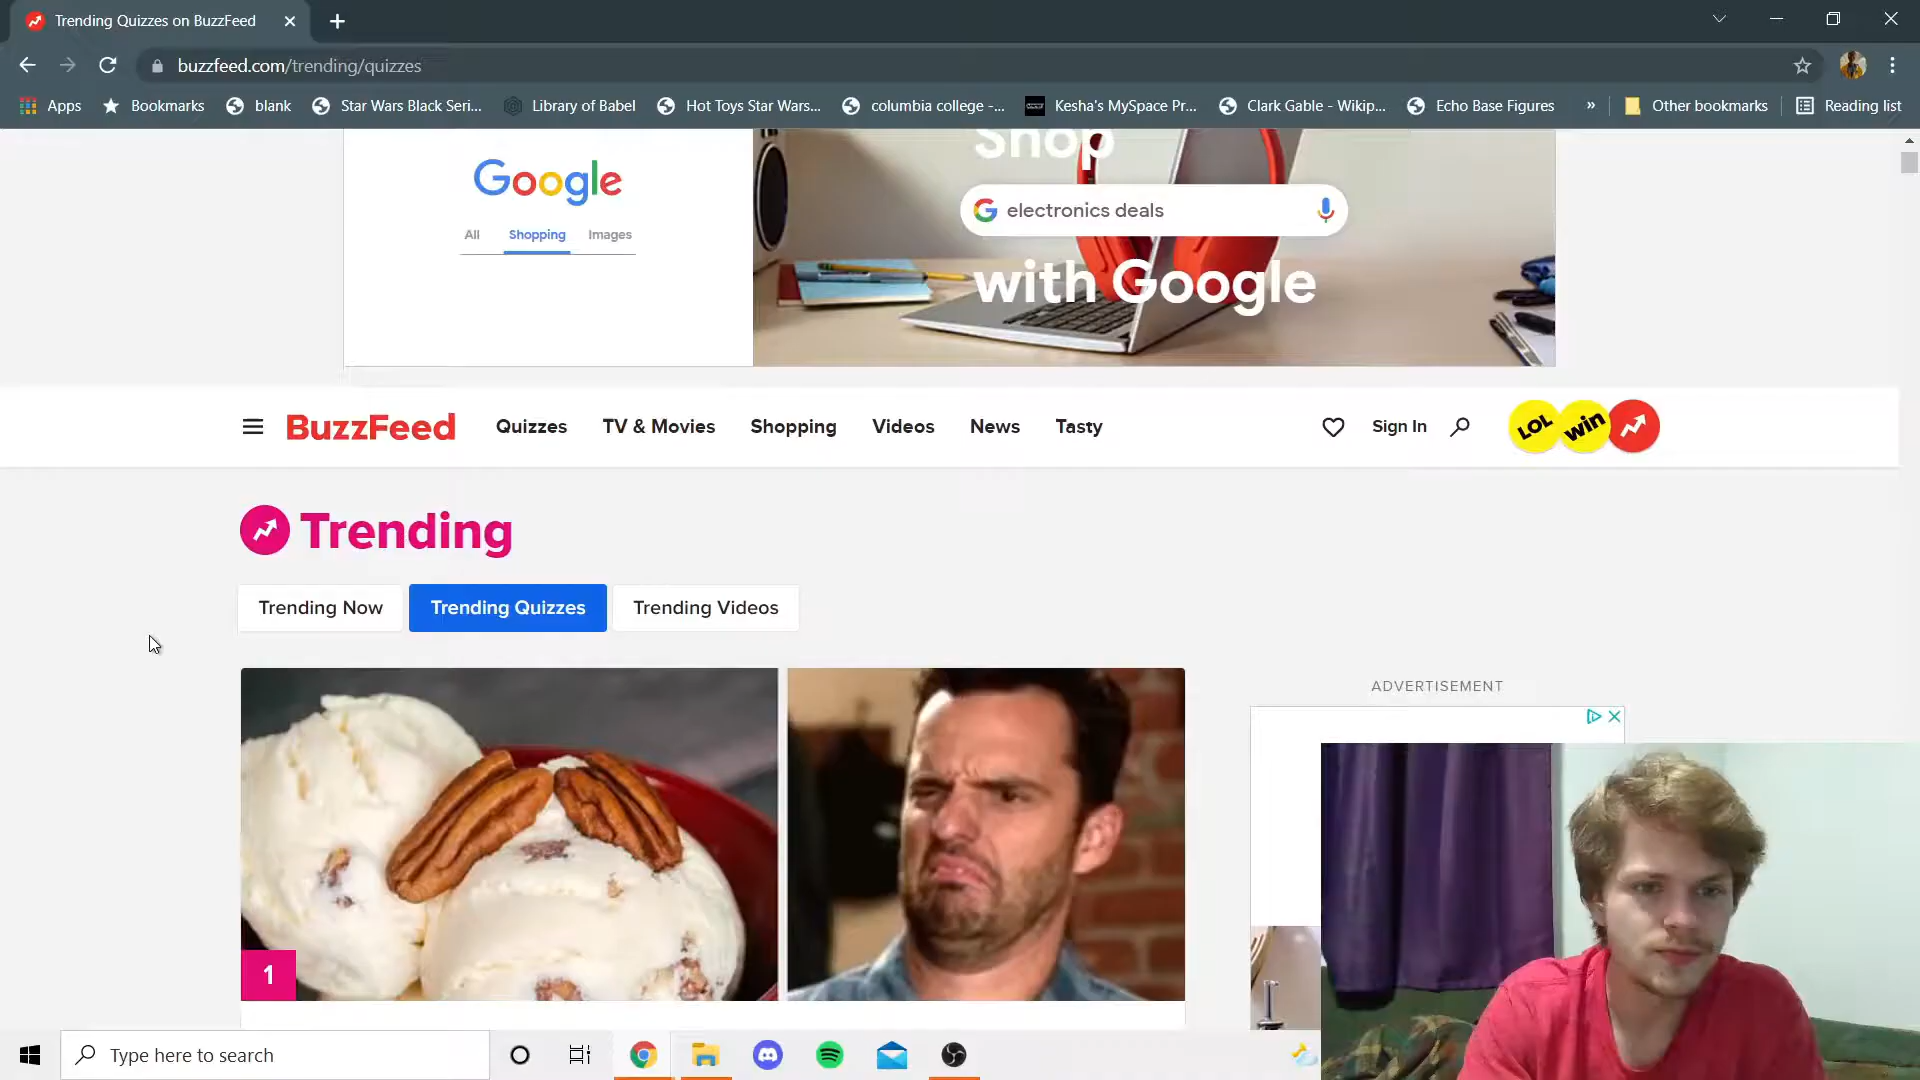 Trending Quizzes on BuzzFeed
buzzfeed.com/trending/quizzes
Apps
Bookmarks
blank
Star Wars Black Seri...
Library of Babel
Hot Toys Star Wars...
columbia college -...
Kesha's MySpace Pr...
Clark Gable - Wikip...
Echo Base Figures
»
Other bookmarks
Reading list
Google
All Shopping Images
Shop
electronics deals
with Google
BuzzFeed
Quizzes
TV & Movies
Shopping
Videos
News
Tasty
Sign In
LOL
win
Trending
Trending Now
Trending Quizzes
Trending Videos
ADVERTISEMENT
1
Type here to search